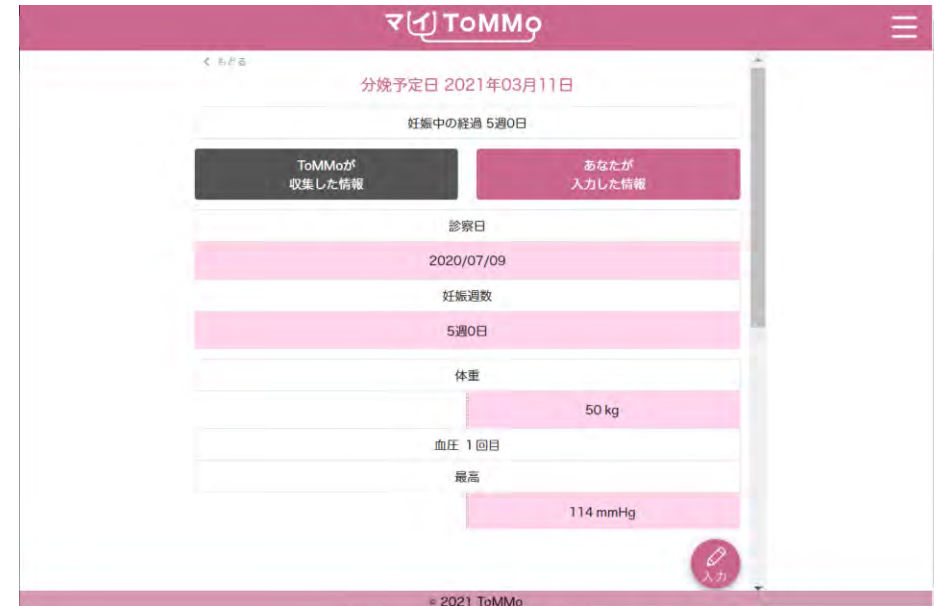 マイToMMo
もどる
分娩予定日 2021年03月11日
妊娠中の経過 5週0日
ToMMoが
収集した情報
あなたが
入力した情報
診察日
2020/07/09
妊娠週数
5週0日
体重
50 kg
血圧 1回目
最高
114 mmHg
入力
© 2021 ToMMo